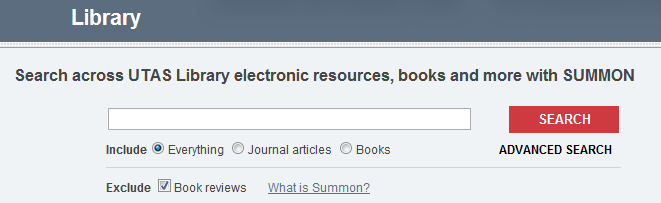 Library
Search across UTAS Library electronic resources, books and more with SUMMON
SEARCH
Include Everything Journal articles Books ADVANCED SEARCH
Exclude Book reviews What is Summon?